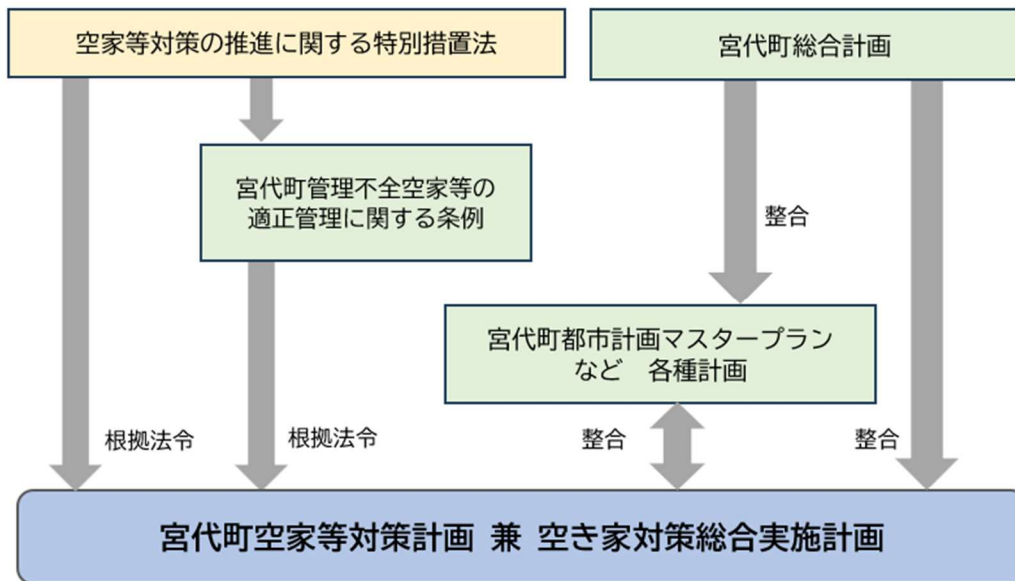 空家等対策の推進に関する特別措置法
宮代町総合計画
宮代町管理不全空家等の
適正管理に関する条例
整合
宮代町都市計画マスタープラン
など　各種計画
根拠法令
根拠法令
整合
整合
宮代町空家等対策計画 兼 空き家対策総合実施計画